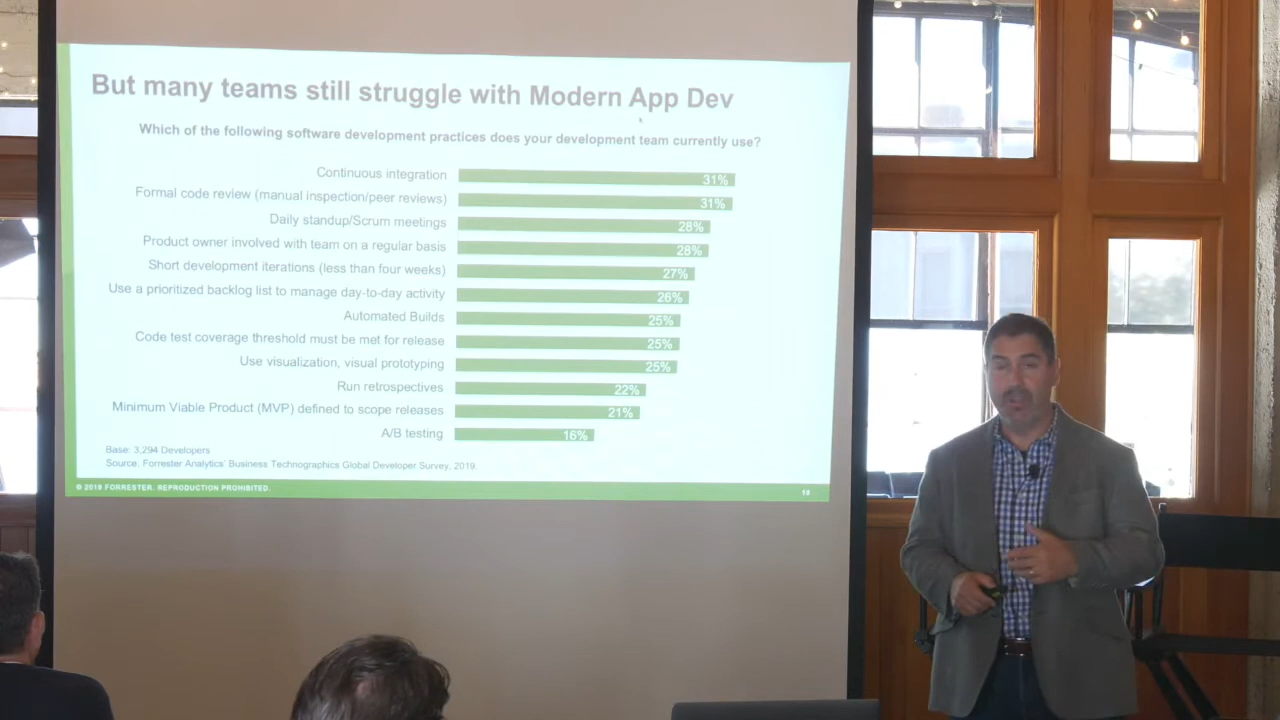 But many teams still struggle with Modern App Dev
Which of the following software development practices does your development team currently use?
Continuous integration 31%
Formal code review (manual inspection/peer reviews) 31%
Daily standup/Scrum meetings 28%
Product owner involved with team on a regular basis 28%
Short development iterations (less than four weeks) 27%
Use a prioritized backlog list to manage day-to-day activity 26%
Automated Builds 25%
Code test coverage threshold must be met for release 25%
Use visualization, visual prototyping 25%
Run retrospectives 22%
Minimum Viable Product (MVP) defined to scope releases 21%
A/B testing 16%
Base: 3,294 Developers
Source: Forrester Analytics' Business Technographics Global Developer Survey, 2019.
© 2019 FORRESTER. REPRODUCTION PROHIBITED. 18